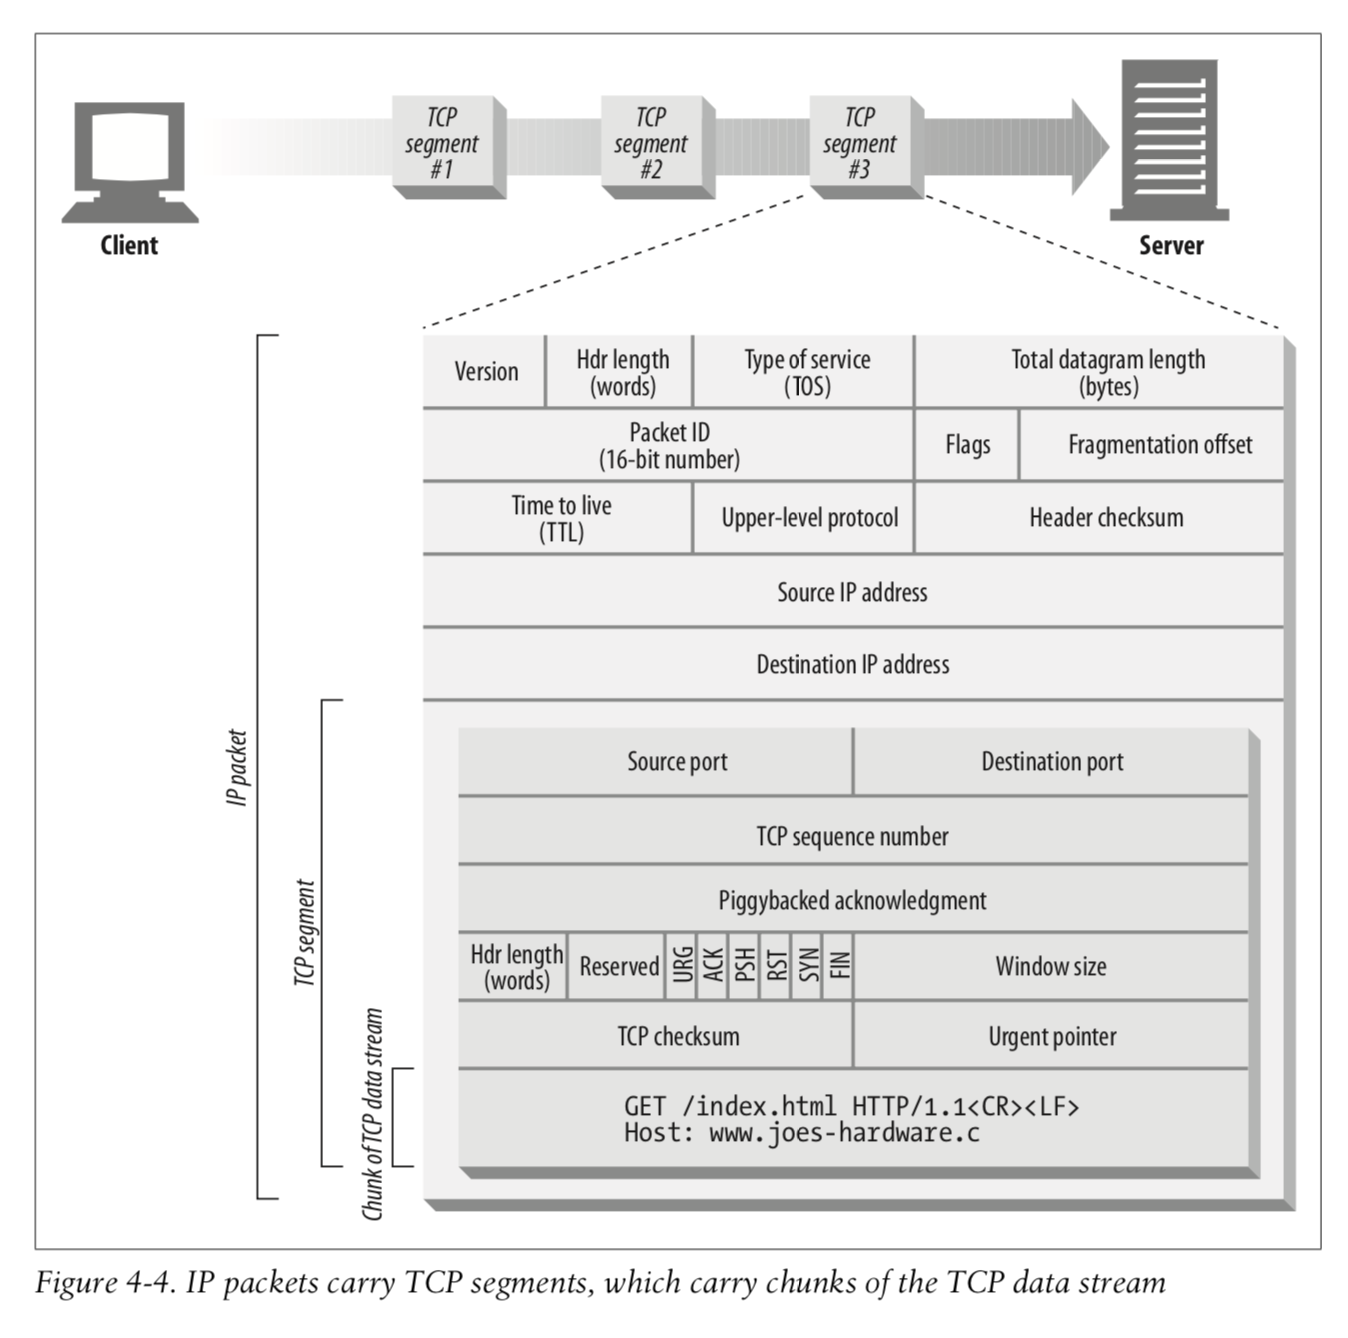 TCP
segment
#1
TCP
segment
#2
TCP
segment
#3
Client
Server
Version
Hdr length
(words)
Type of service
(TOS)
Total datagram length
(bytes)
Packet ID
(16-bit number)
Flags
Fragmentation offset
Time to live
(TTL)
Upper-level protocol
Header checksum
Source IP address
Destination IP address
IP packet
TCP segment
Source port
Destination port
TCP sequence number
Piggybacked acknowledgment
Hdr length
(words)
Reserved
URG
ACK
PSH
RST
SYN
FIN
Window size
TCP checksum
Urgent pointer
Chunk of TCP data stream
GET /index.html HTTP/1.1<CR><LF>
Host: www.joes-hardware.c
Figure 4-4. IP packets carry TCP segments, which carry chunks of the TCP data stream